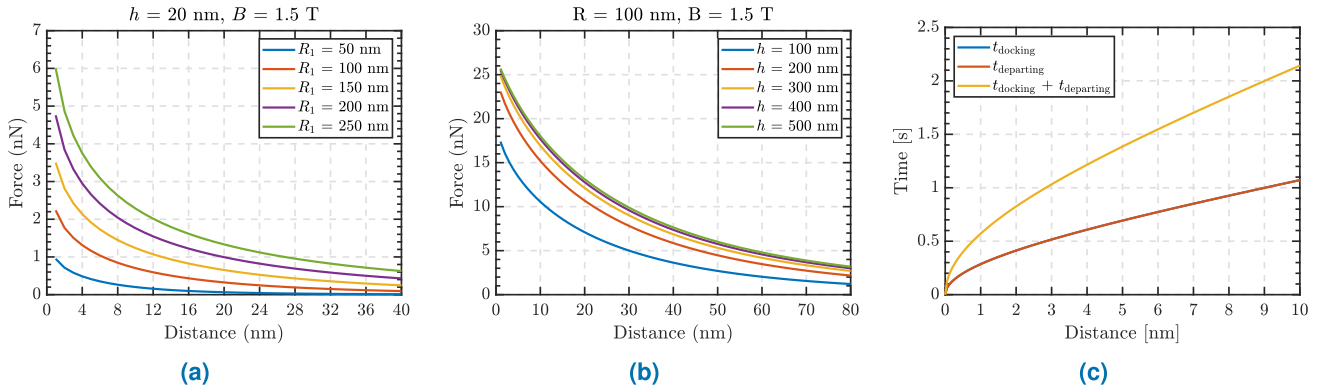 h = 20 nm, B = 1.5 T
Force (nN)
7
6
5
4
3
2
1
0
R₁ = 50 nm
R₁ = 100 nm
R₁ = 150 nm
R₁ = 200 nm
R₁ = 250 nm
0 4 8 12 16 20 24 28 32 36 40
Distance (nm)
(a)
R = 100 nm, B = 1.5 T
Force (nN)
30
25
20
15
10
5
0
h = 100 nm
h = 200 nm
h = 300 nm
h = 400 nm
h = 500 nm
0 10 20 30 40 50 60 70 80
Distance (nm)
(b)
Time [s]
2.5
2
1.5
1
0.5
0
t_docking
t_departing
t_docking + t_departing
0 1 2 3 4 5 6 7 8 9 10
Distance [nm]
(c)